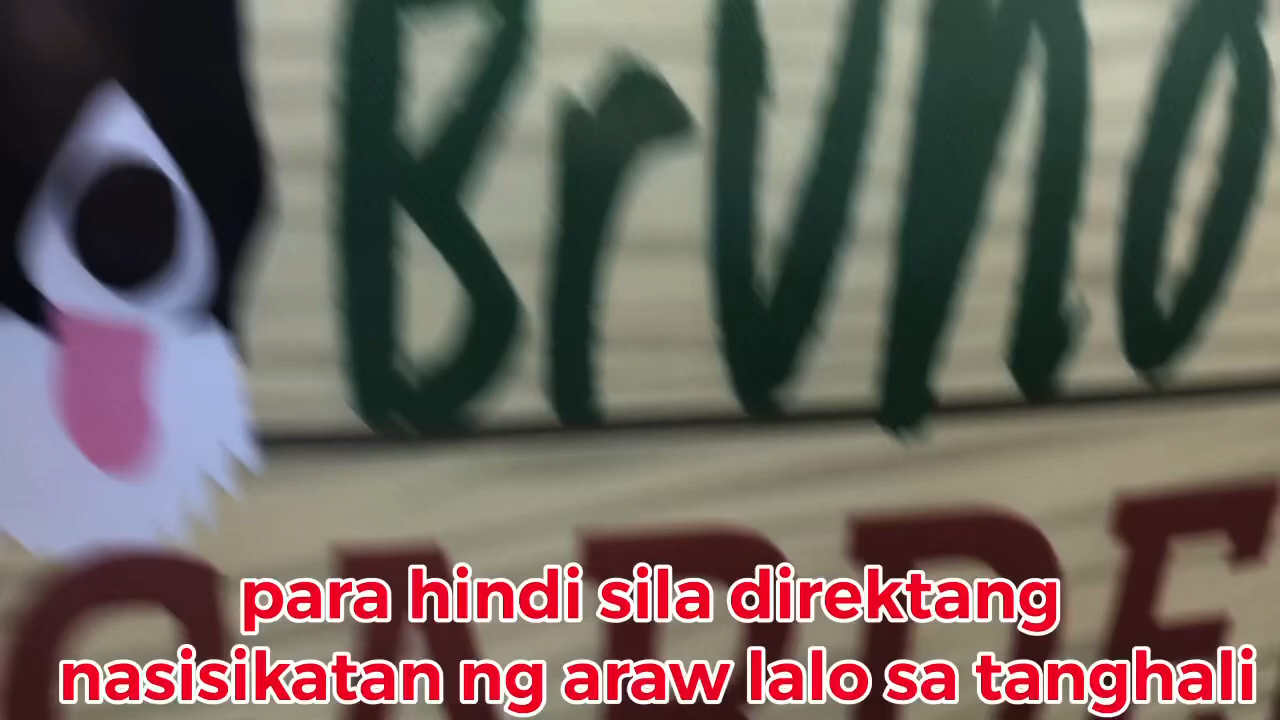 Bruno
para hindi sila direktang
nasisikatan ng araw lalo sa tanghali